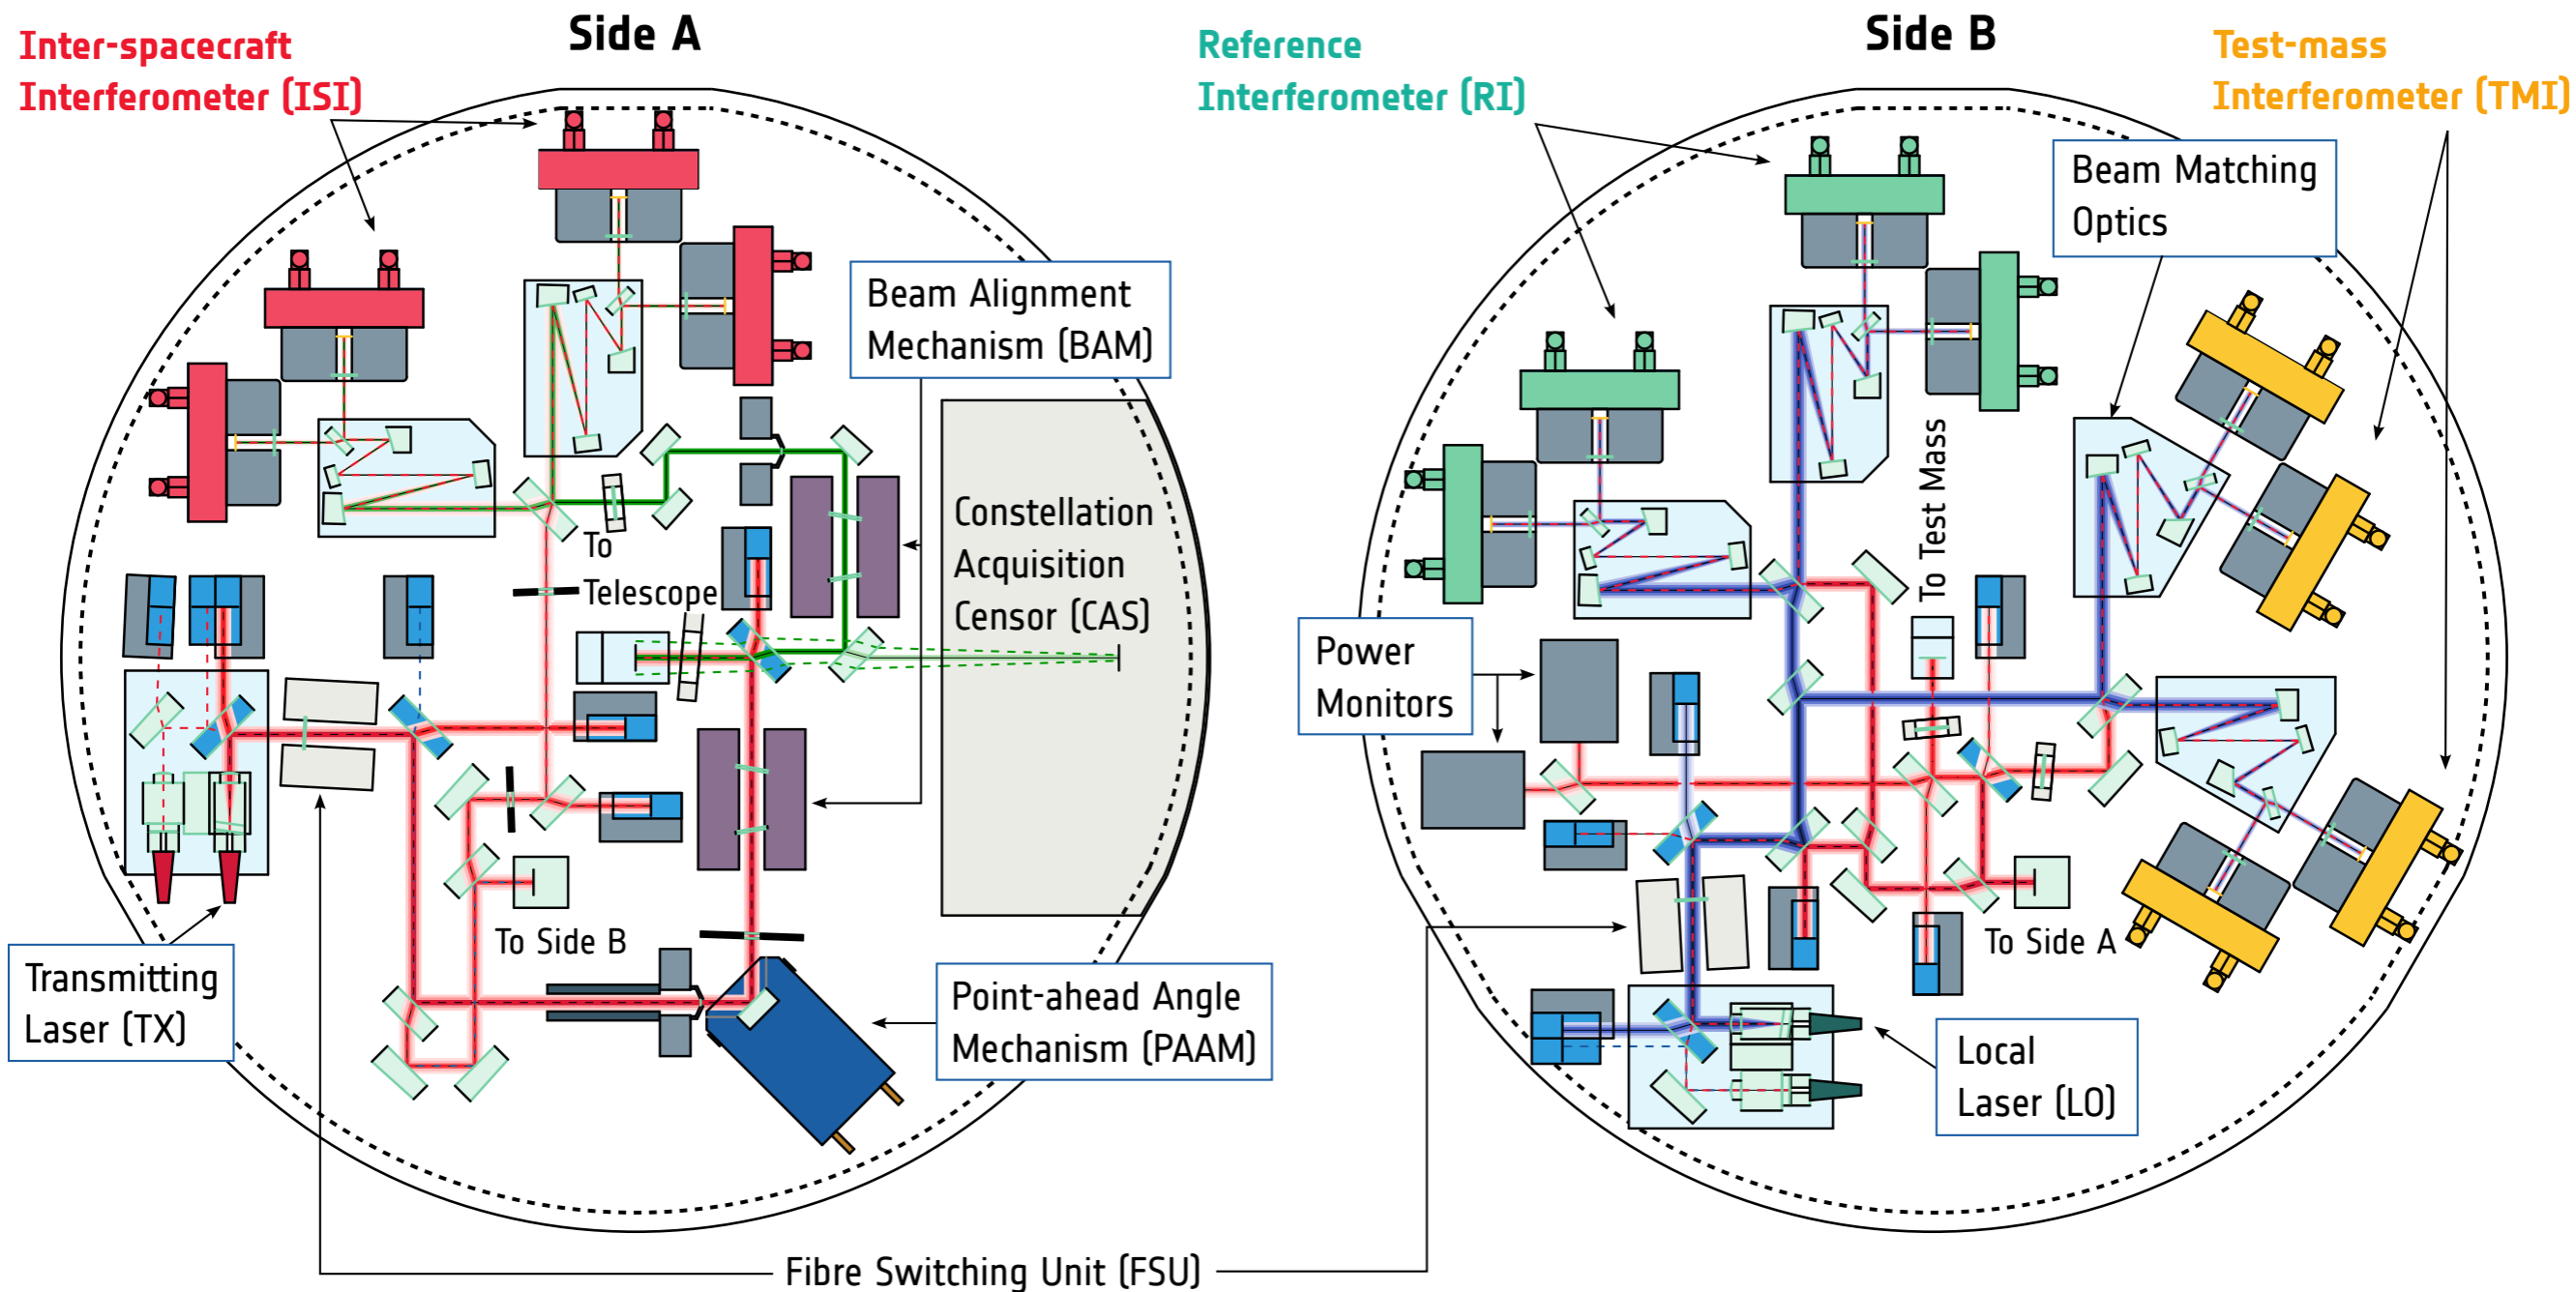 Side A
Inter-spacecraft
Interferometer (ISI)
Beam Alignment
Mechanism (BAM)
Constellation
Acquisition
Censor (CAS)
To
Telescope
To Side B
Transmitting
Laser (TX)
Point-ahead Angle
Mechanism (PAAM)
Side B
Reference
Interferometer (RI)
Test-mass
Interferometer (TMI)
Beam Matching
Optics
To Test Mass
Power
Monitors
To Side A
Local
Laser (LO)
Fibre Switching Unit (FSU)